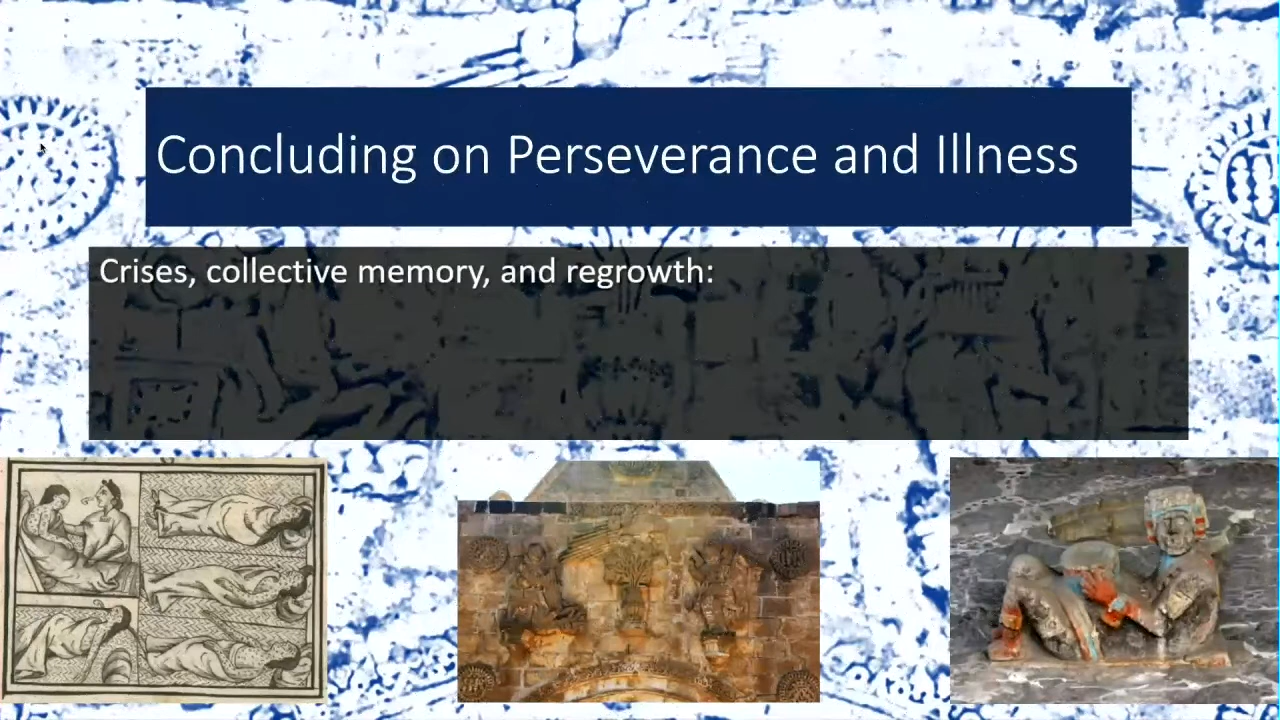 Concluding on Perseverance and Illness
Crises, collective memory, and regrowth: